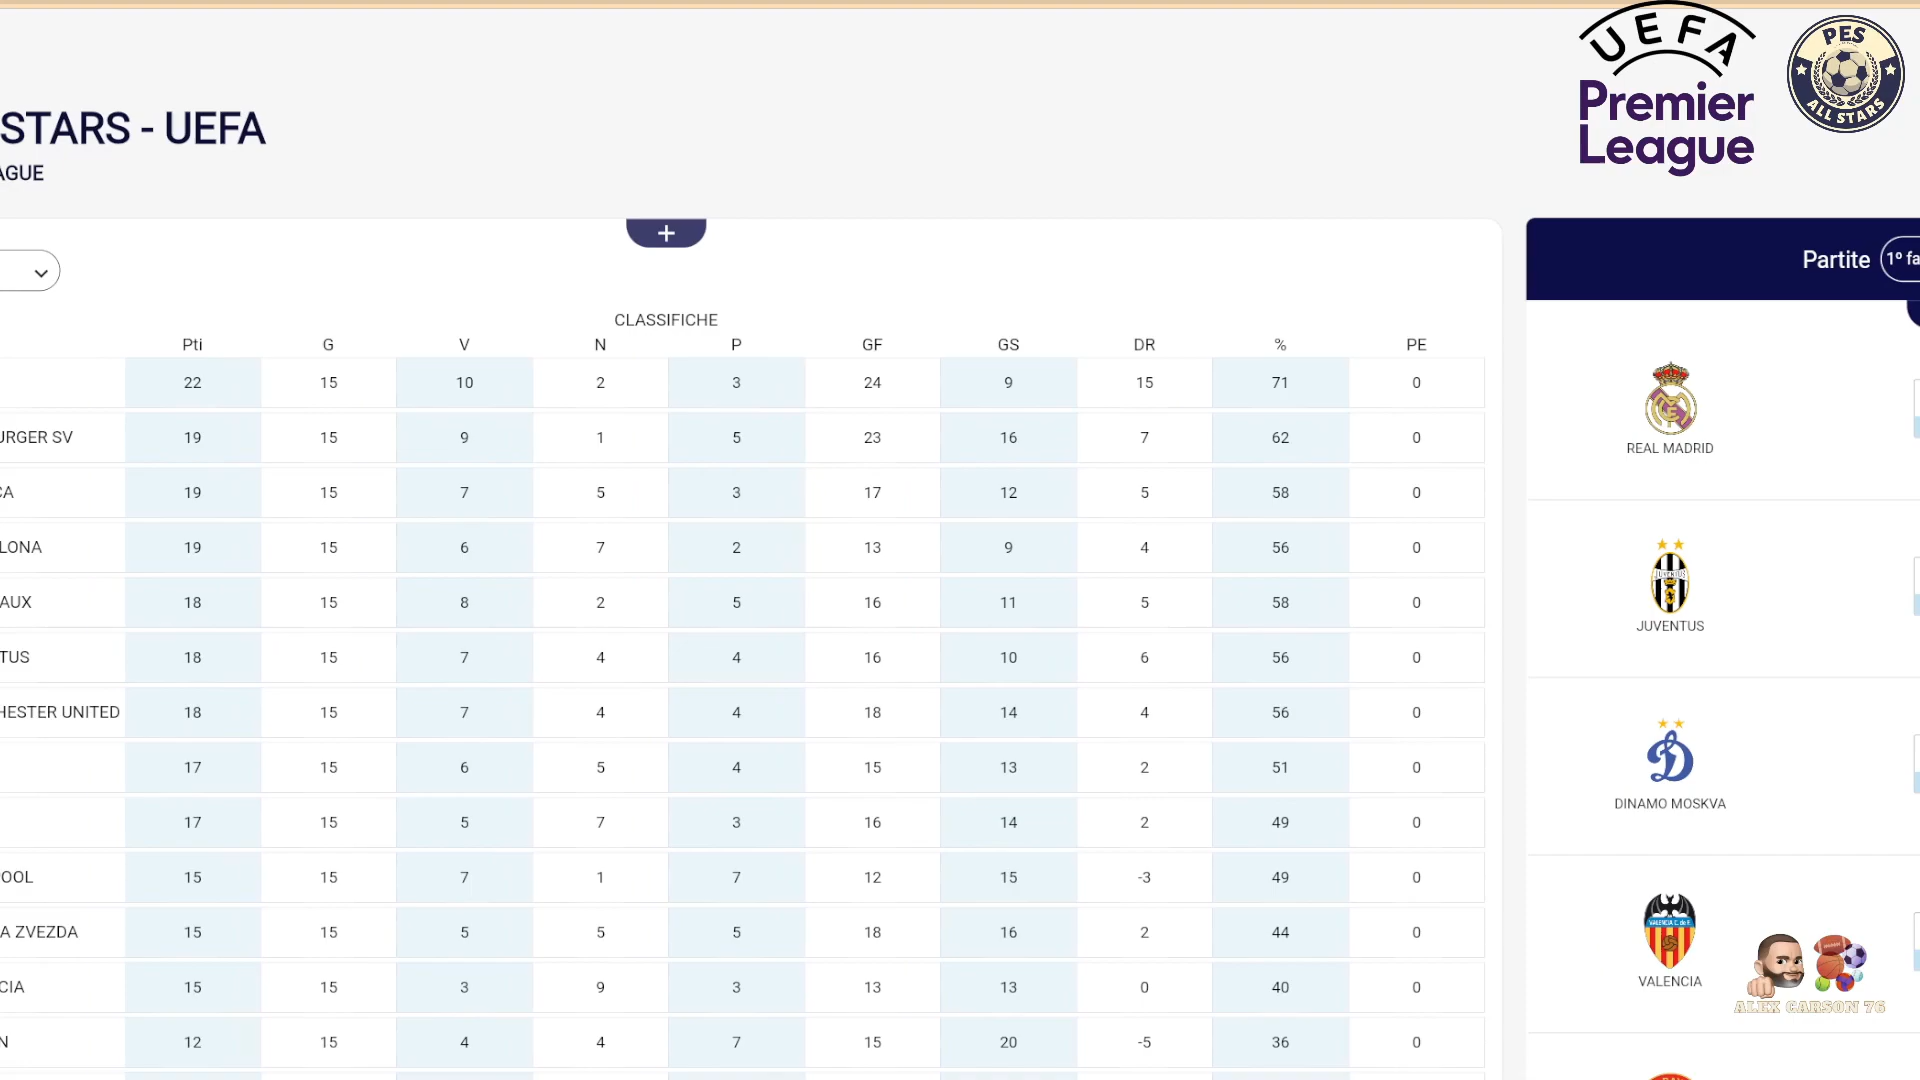 UEFA
Premier
League
PES
ALL STARS
STARS - UEFA
AGUE
+
Partite 1º fa
CLASSIFICHE
Pti G V N P GF GS DR % PE
22 15 10 2 3 24 9 15 71 0
URGER SV 19 15 9 1 5 23 16 7 62 0
CA 19 15 7 5 3 17 12 5 58 0
LONA 19 15 6 7 2 13 9 4 56 0
AUX 18 15 8 2 5 16 11 5 58 0
TUS 18 15 7 4 4 16 10 6 56 0
HESTER UNITED 18 15 7 4 4 18 14 4 56 0
17 15 6 5 4 15 13 2 51 0
17 15 5 7 3 16 14 2 49 0
OOL 15 15 7 1 7 12 15 -3 49 0
A ZVEZDA 15 15 5 5 5 18 16 2 44 0
CIA 15 15 3 9 3 13 13 0 40 0
N 12 15 4 4 7 15 20 -5 36 0
REAL MADRID
JUVENTUS
JUVENTUS
DINAMO MOSKVA
VALENCIA
ALEX CARSON 76